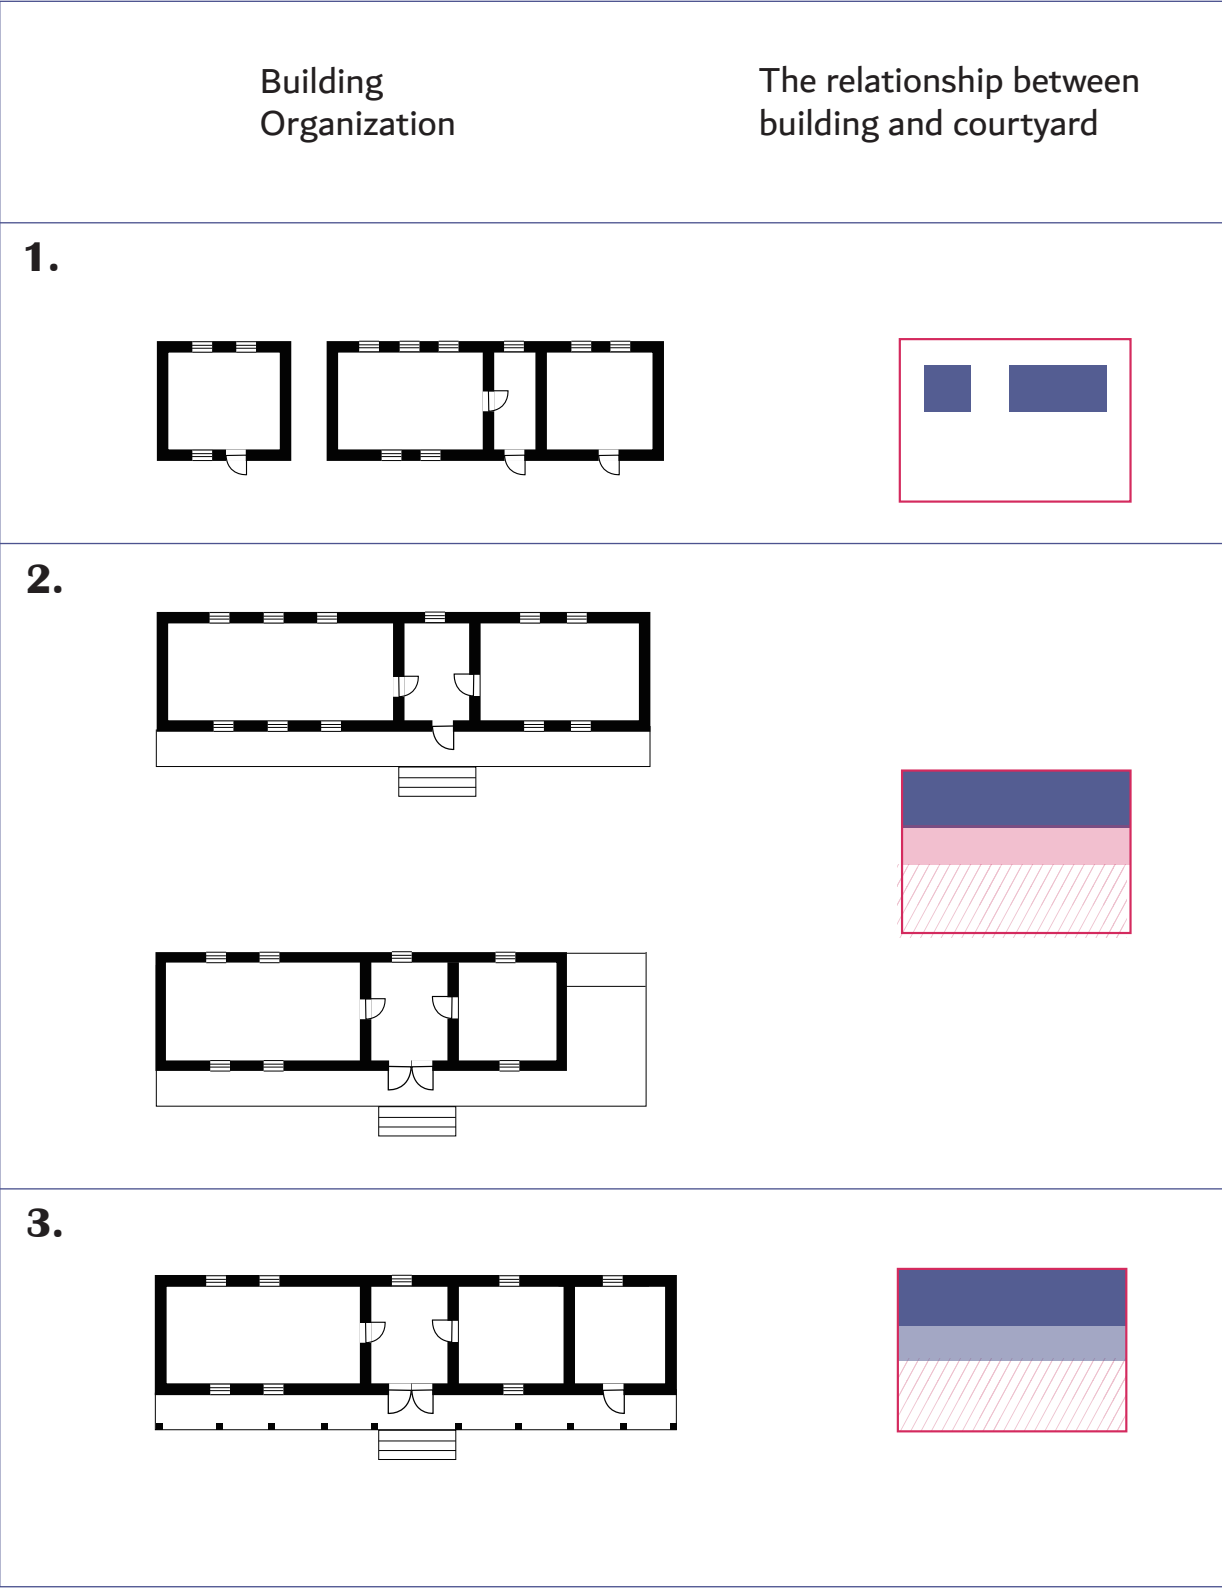 Building
Organization
The relationship between
building and courtyard
1.
2.
3.